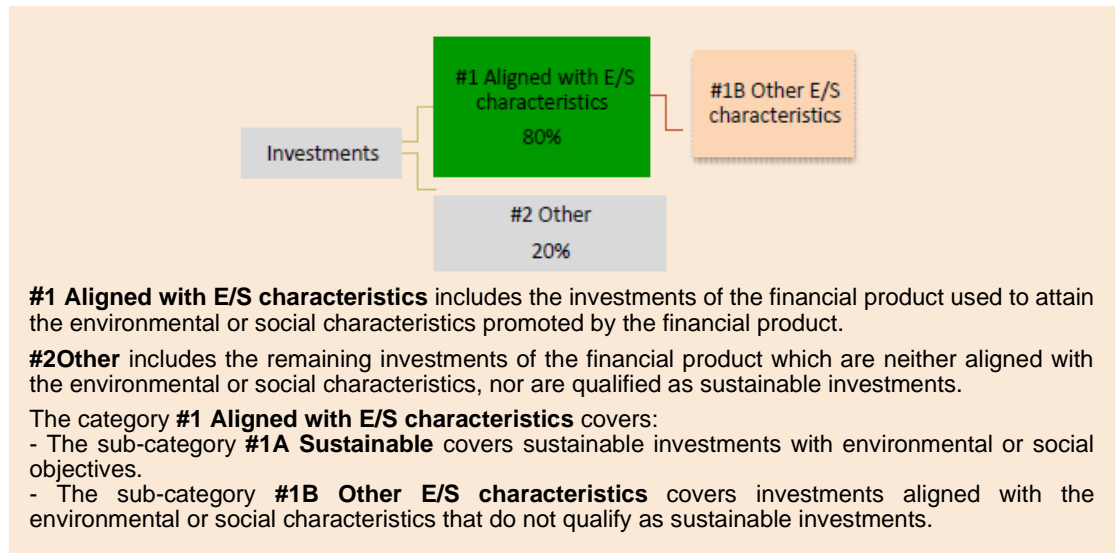 #1 Aligned with E/S
characteristics
80%
#1B Other E/S
characteristics
Investments
#2 Other
20%
#1 Aligned with E/S characteristics includes the investments of the financial product used to attain
the environmental or social characteristics promoted by the financial product.
#2Other includes the remaining investments of the financial product which are neither aligned with
the environmental or social characteristics, nor are qualified as sustainable investments.
The category #1 Aligned with E/S characteristics covers:
- The sub-category #1A Sustainable covers sustainable investments with environmental or social
objectives.
- The sub-category #1B Other E/S characteristics covers investments aligned with the
environmental or social characteristics that do not qualify as sustainable investments.